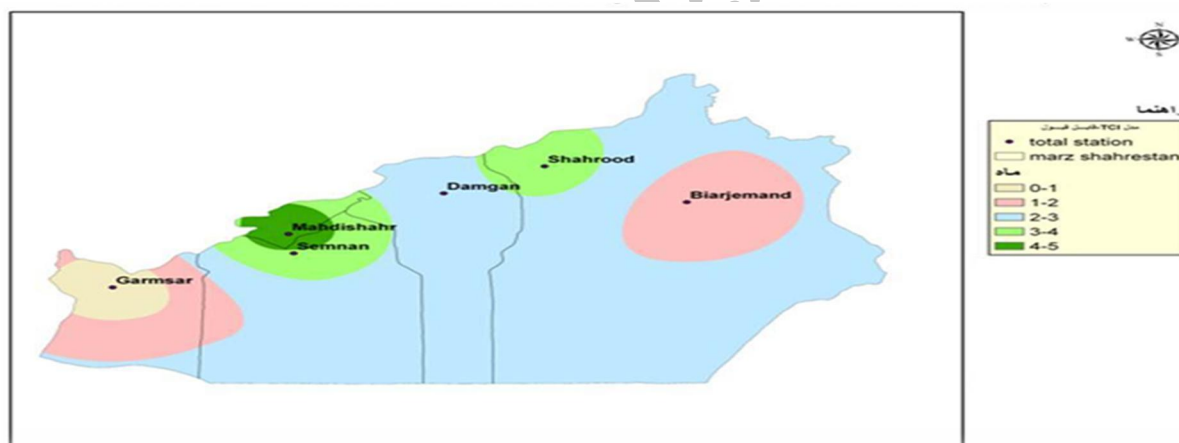 N
W
S
Shahrood
Damgan
Biarjemand
Mahdishahr
Semnan
Garmsar
راهنما
total station
marz shahrestan
ماه
0-1
1-2
2-3
3-4
4-5